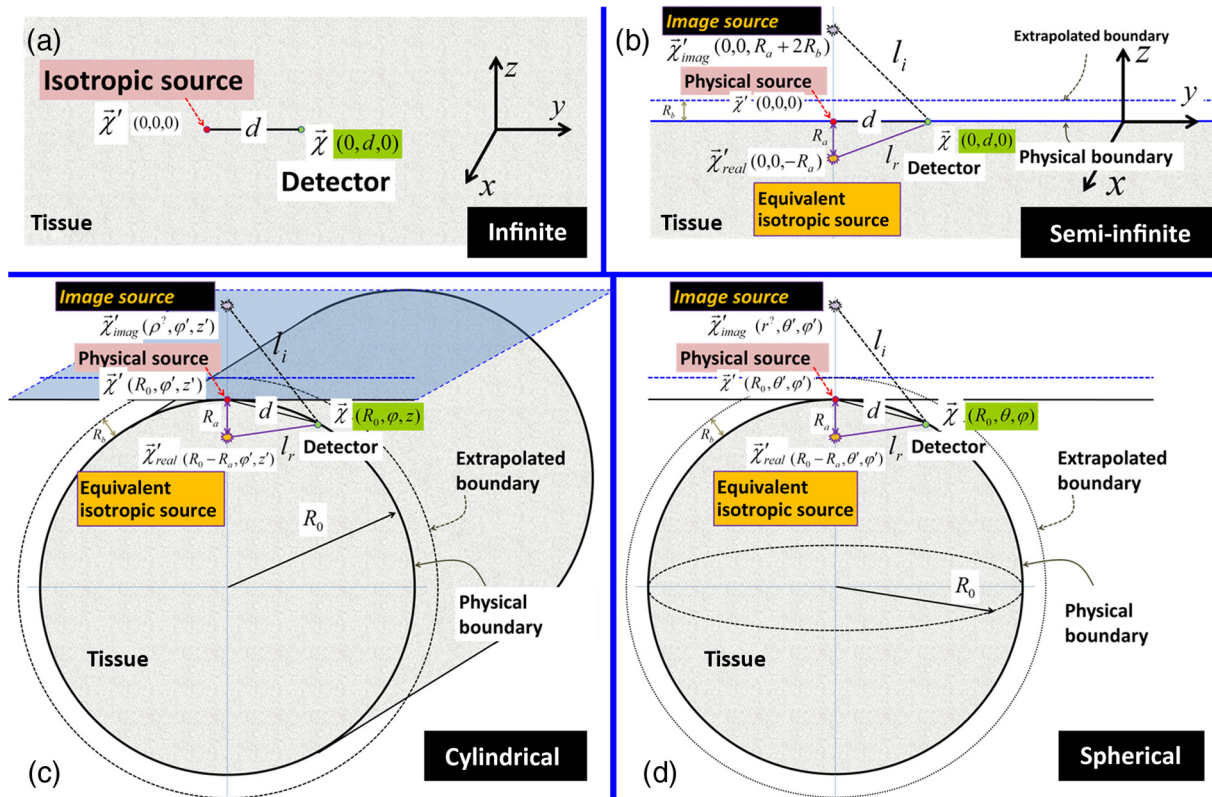 (a)
Isotropic source
χ⃗′ (0,0,0)
d
χ⃗ (0,d,0)
Detector
z
y
x
Tissue
Infinite
(b)
Image source
χ⃗′imag (0,0,Ra + 2Rb)
li
Extrapolated boundary
Physical source
Rb
χ⃗′ (0,0,0)
d
Ra
χ⃗ (0,d,0)
χ⃗′real (0,0,−Ra)
lr
Detector
Physical boundary
z
y
x
Equivalent
isotropic source
Tissue
Semi-infinite
Image source
χ⃗′imag (ρ?,φ′,z′)
li
Physical source
χ⃗′ (R0,φ′,z′)
Ra
d
χ⃗ (R0,φ,z)
Rb
χ⃗′real (R0−Ra,φ′,z′)
lr
Detector
Equivalent
isotropic source
Extrapolated
boundary
R0
Physical
boundary
Tissue
(c)
Cylindrical
Image source
χ⃗′imag (r?,θ′,φ′)
li
Physical source
χ⃗′ (R0,θ′,φ′)
Ra
d
χ⃗ (R0,θ,φ)
Rb
χ⃗′real (R0−Ra,θ′,φ′)
lr
Detector
Equivalent
isotropic source
Extrapolated
boundary
R0
Physical
boundary
Tissue
(d)
Spherical